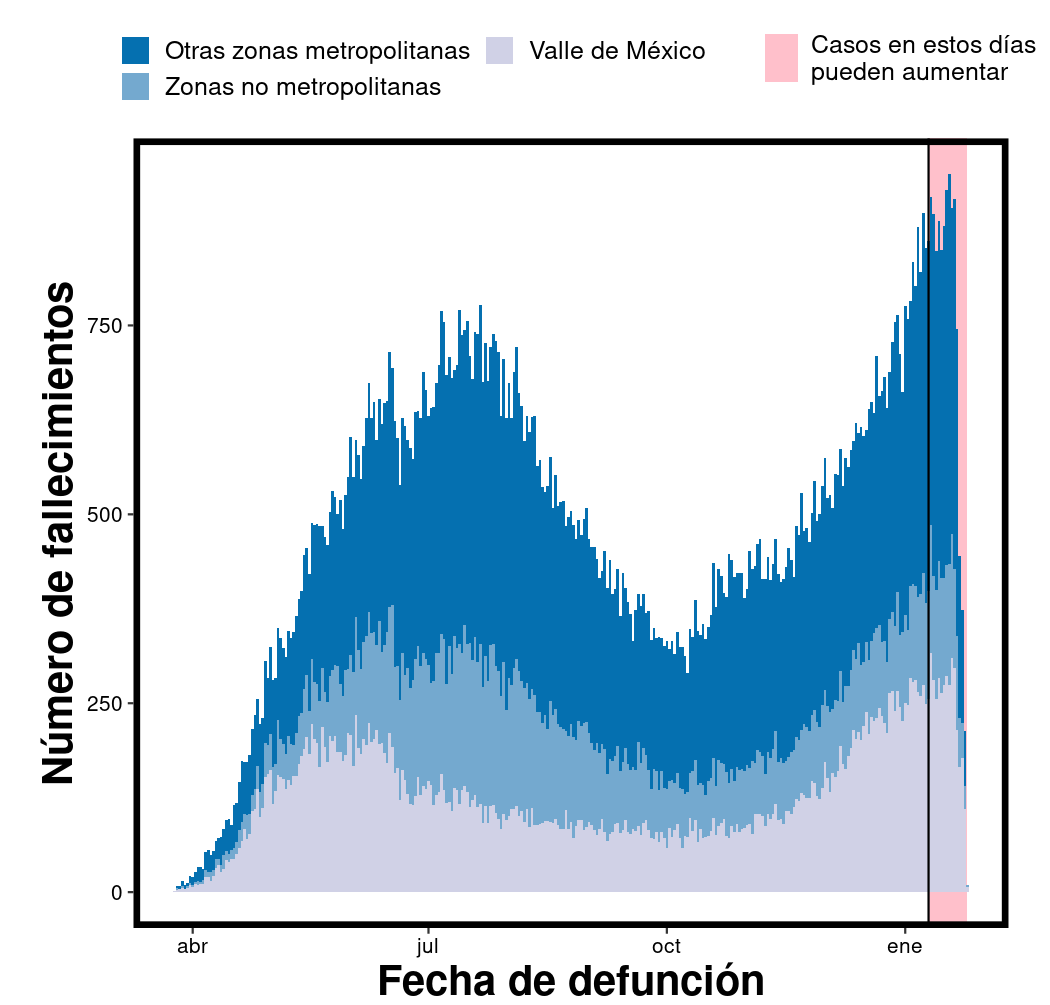 Otras zonas metropolitanas
Zonas no metropolitanas
Valle de México
Casos en estos días
pueden aumentar
Número de fallecimientos
750
500
250
0
abr
jul
oct
ene
Fecha de defunción